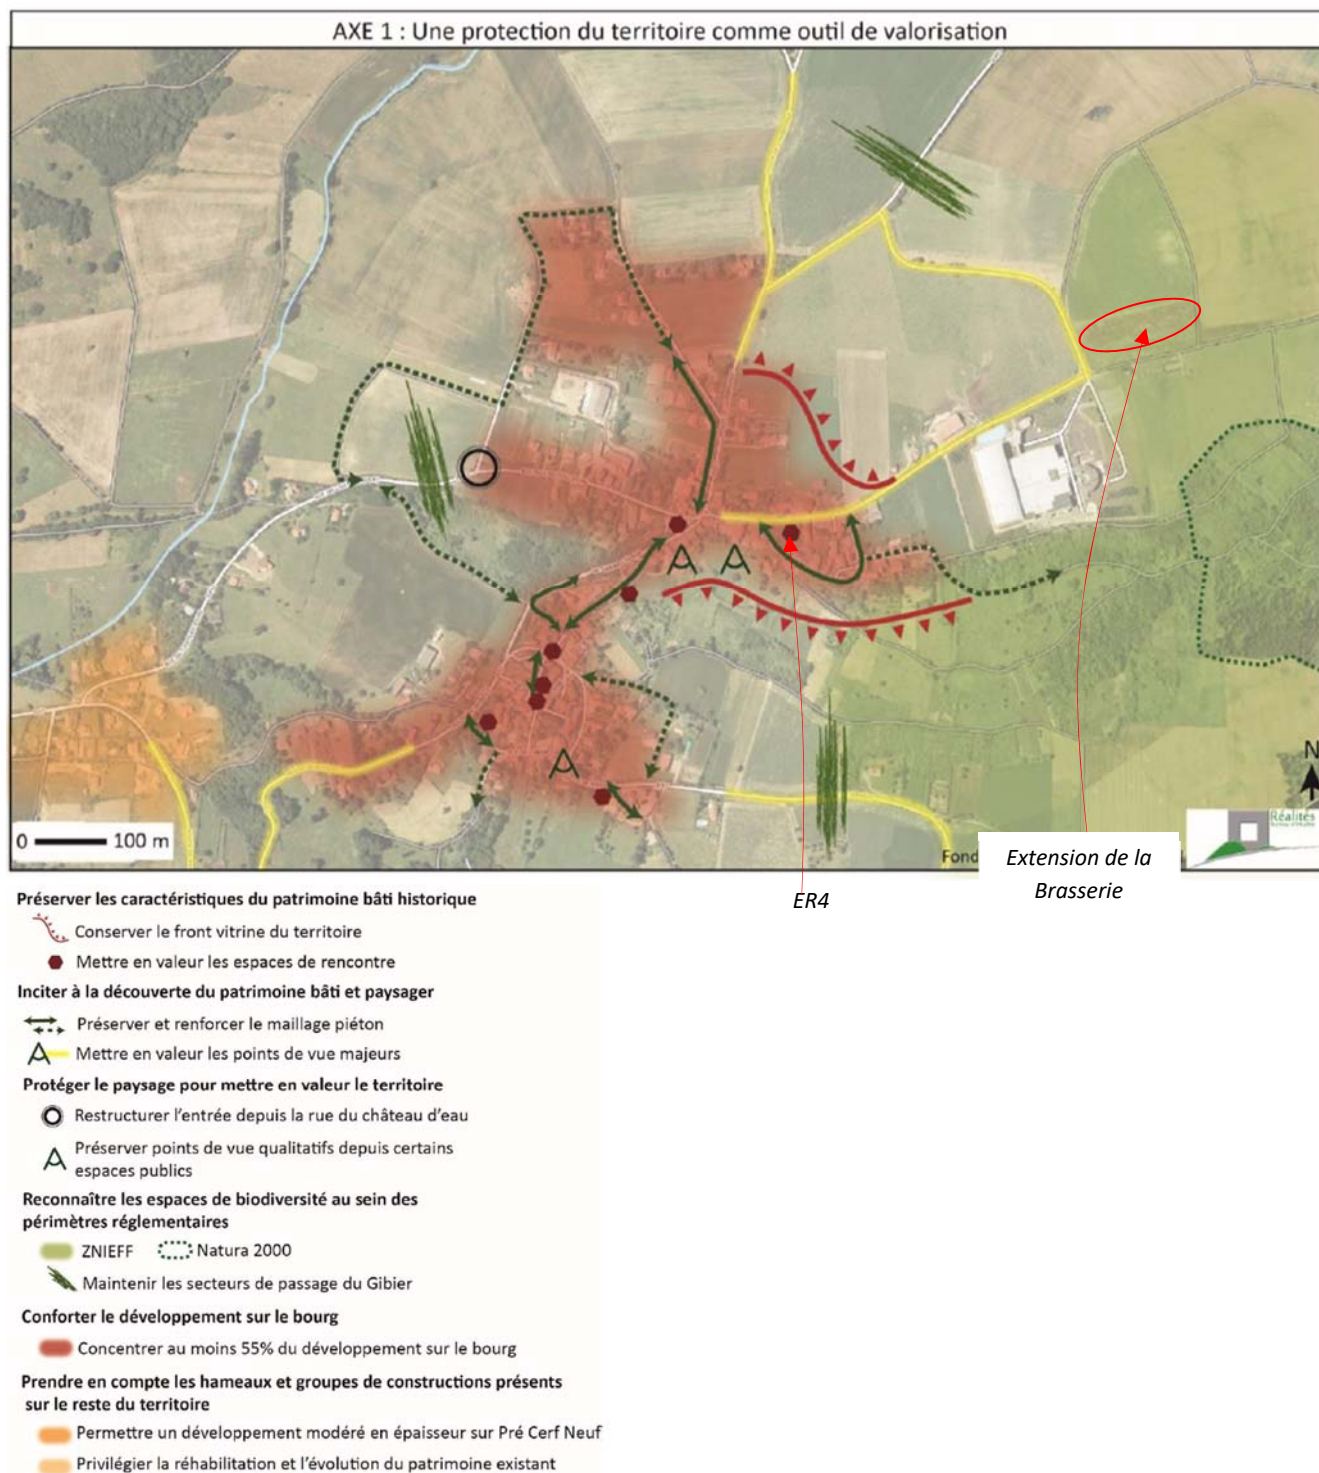 AXE 1 : Une protection du territoire comme outil de valorisation
N
0 100 m
Réalités
Fond
Extension de la
Brasserie
ER4
Préserver les caractéristiques du patrimoine bâti historique
Conserver le front vitrine du territoire
Mettre en valeur les espaces de rencontre
Inciter à la découverte du patrimoine bâti et paysager
Préserver et renforcer le maillage piéton
Mettre en valeur les points de vue majeurs
Protéger le paysage pour mettre en valeur le territoire
Restructurer l'entrée depuis la rue du château d'eau
Préserver points de vue qualitatifs depuis certains
espaces publics
Reconnaître les espaces de biodiversité au sein des
périmètres réglementaires
ZNIEFF Natura 2000
Maintenir les secteurs de passage du Gibier
Conforter le développement sur le bourg
Concentrer au moins 55% du développement sur le bourg
Prendre en compte les hameaux et groupes de constructions présents
sur le reste du territoire
Permettre un développement modéré en épaisseur sur Pré Cerf Neuf
Privilégier la réhabilitation et l'évolution du patrimoine existant